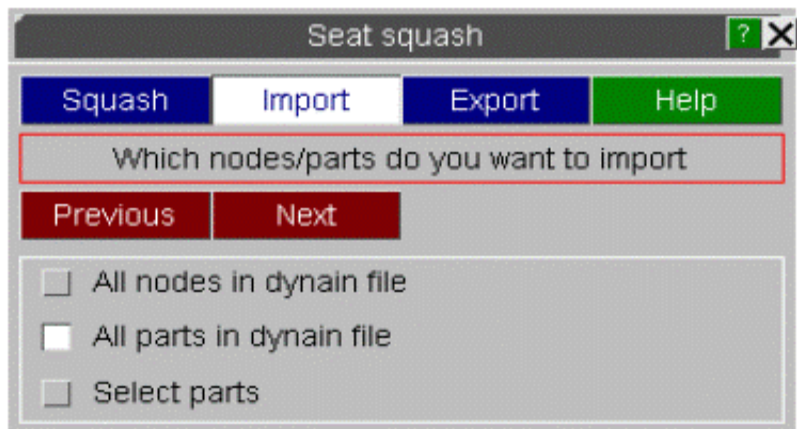 Seat squash ?
Squash Import Export Help
Which nodes/parts do you want to import
Previous Next
All nodes in dynain file
All parts in dynain file
Select parts